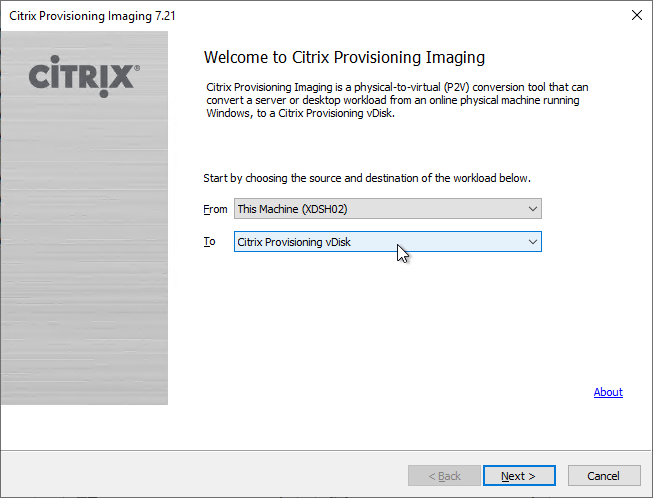 Citrix Provisioning Imaging 7.21
CİTRIX®
Welcome to Citrix Provisioning Imaging
Citrix Provisioning Imaging is a physical-to-virtual (P2V) conversion tool that can
convert a server or desktop workload from an online physical machine running
Windows, to a Citrix Provisioning vDisk.
Start by choosing the source and destination of the workload below.
From This Machine (XDSH02)
To Citrix Provisioning vDisk
About
< Back Next > Cancel